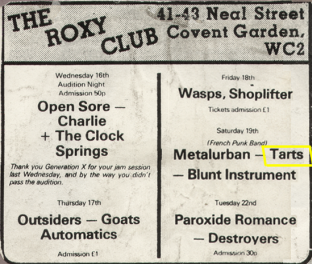 THE ROXY CLUB
41-43 Neal Street
Covent Garden,
WC2
Wednesday 16th
Audition Night
Admission 50p
Open Sore —
Charlie
+ The Clock
Springs
Thank you Generation X for your jam session
last Wednesday, and by the way you didn't
pass the audition.
Thursday 17th
Outsiders — Goats
Automatics
Admission £1
Friday 18th
Wasps, Shoplifter
Tickets admission £1
Saturday 19th
(French Punk Band)
Metalurban — Tarts
— Blunt Instrument
Tuesday 22nd
Paroxide Romance
— Destroyers
Admission 30p